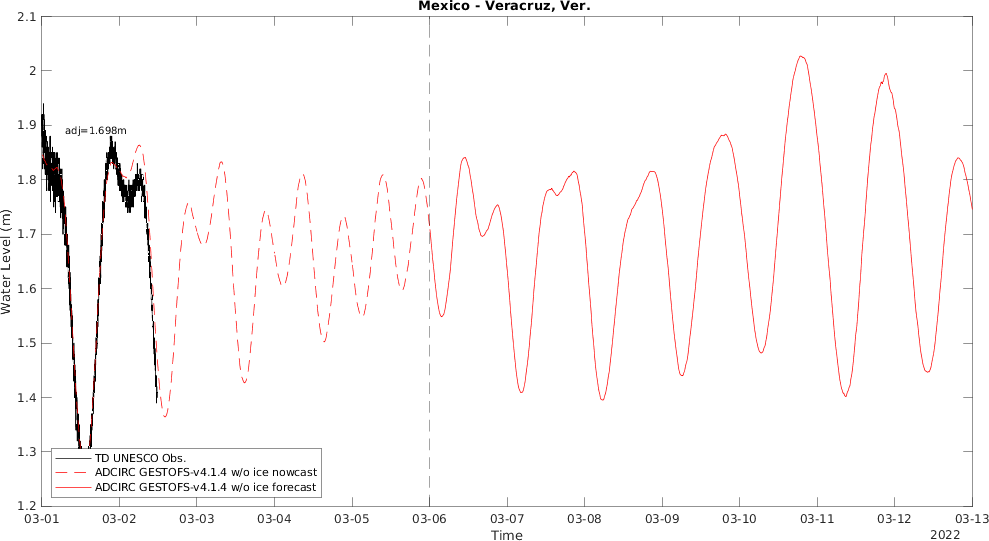 Mexico - Veracruz, Ver.
2.1
2
1.9
1.8
1.7
1.6
1.5
1.4
1.3
1.2
Water Level (m)
adj=1.698m
TD UNESCO Obs.
ADCIRC GESTOFS-v4.1.4 w/o ice nowcast
ADCIRC GESTOFS-v4.1.4 w/o ice forecast
03-01 03-02 03-03 03-04 03-05 03-06 03-07 03-08 03-09 03-10 03-11 03-12 03-13
Time
2022